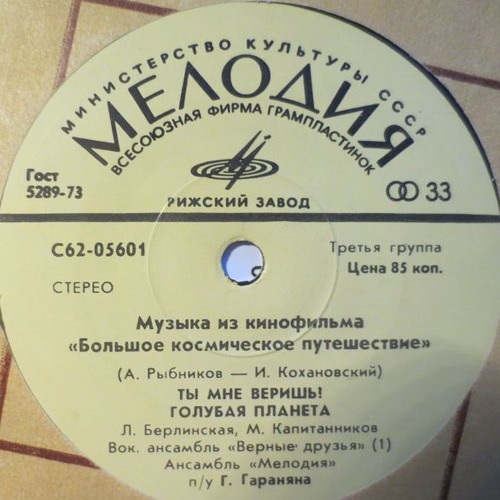 МИНИСТЕРСТВО КУЛЬТУРЫ СССР
МЕЛОДИЯ
ВСЕСОЮЗНАЯ ФИРМА ГРАМПЛАСТИНОК
Гост
5289-73
33
РИЖСКИЙ ЗАВОД
С62-05601
Третья группа
Цена 85 коп.
СТЕРЕО
Музыка из кинофильма
«Большое космическое путешествие»
(А. Рыбников — И. Кохановский)
ТЫ МНЕ ВЕРИШЬ!
ГОЛУБАЯ ПЛАНЕТА
Л. Берлинская, М. Капитанников
Вок. ансамбль «Верные друзья» (1)
Ансамбль «Мелодия»
п/у Г. Гараняна